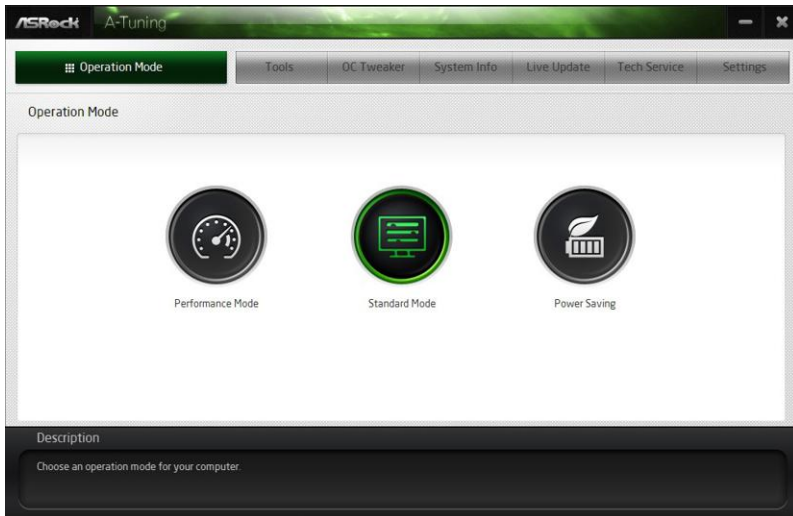 ASRock A-Tuning
Operation Mode Tools OC Tweaker System Info Live Update Tech Service Settings
Operation Mode
Performance Mode Standard Mode Power Saving
Description
Choose an operation mode for your computer.